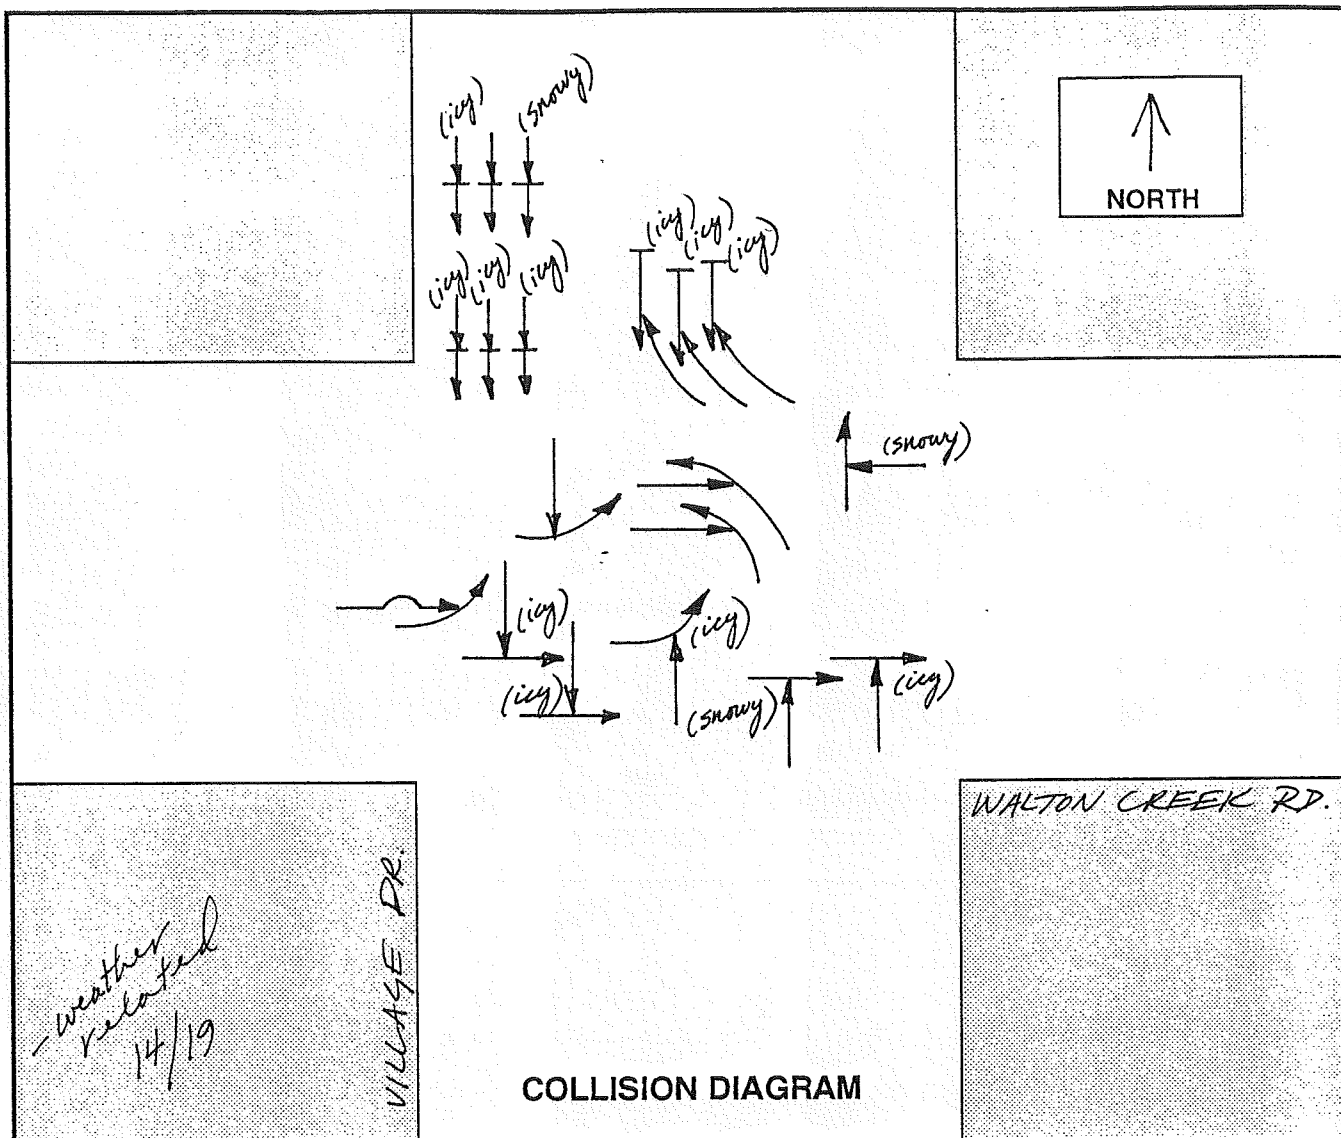 (icy)
(snowy)
NORTH
(icy)
(icy)
(icy)
(icy)
(icy)
(icy)
(snowy)
(icy)
(icy)
(icy)
(snowy)
(icy)
WALTON CREEK RD.
VILLAGE DR.
- weather
related
14/19
COLLISION DIAGRAM